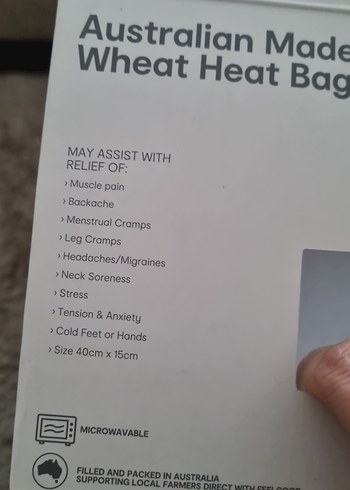 Australian Made
Wheat Heat Bag
MAY ASSIST WITH
RELIEF OF:
› Muscle pain
› Backache
› Menstrual Cramps
› Leg Cramps
› Headaches/Migraines
› Neck Soreness
› Stress
› Tension & Anxiety
› Cold Feet or Hands
› Size 40cm x 15cm
MICROWAVABLE
FILLED AND PACKED IN AUSTRALIA
SUPPORTING LOCAL FARMERS DIRECT WITH FEELGOOD